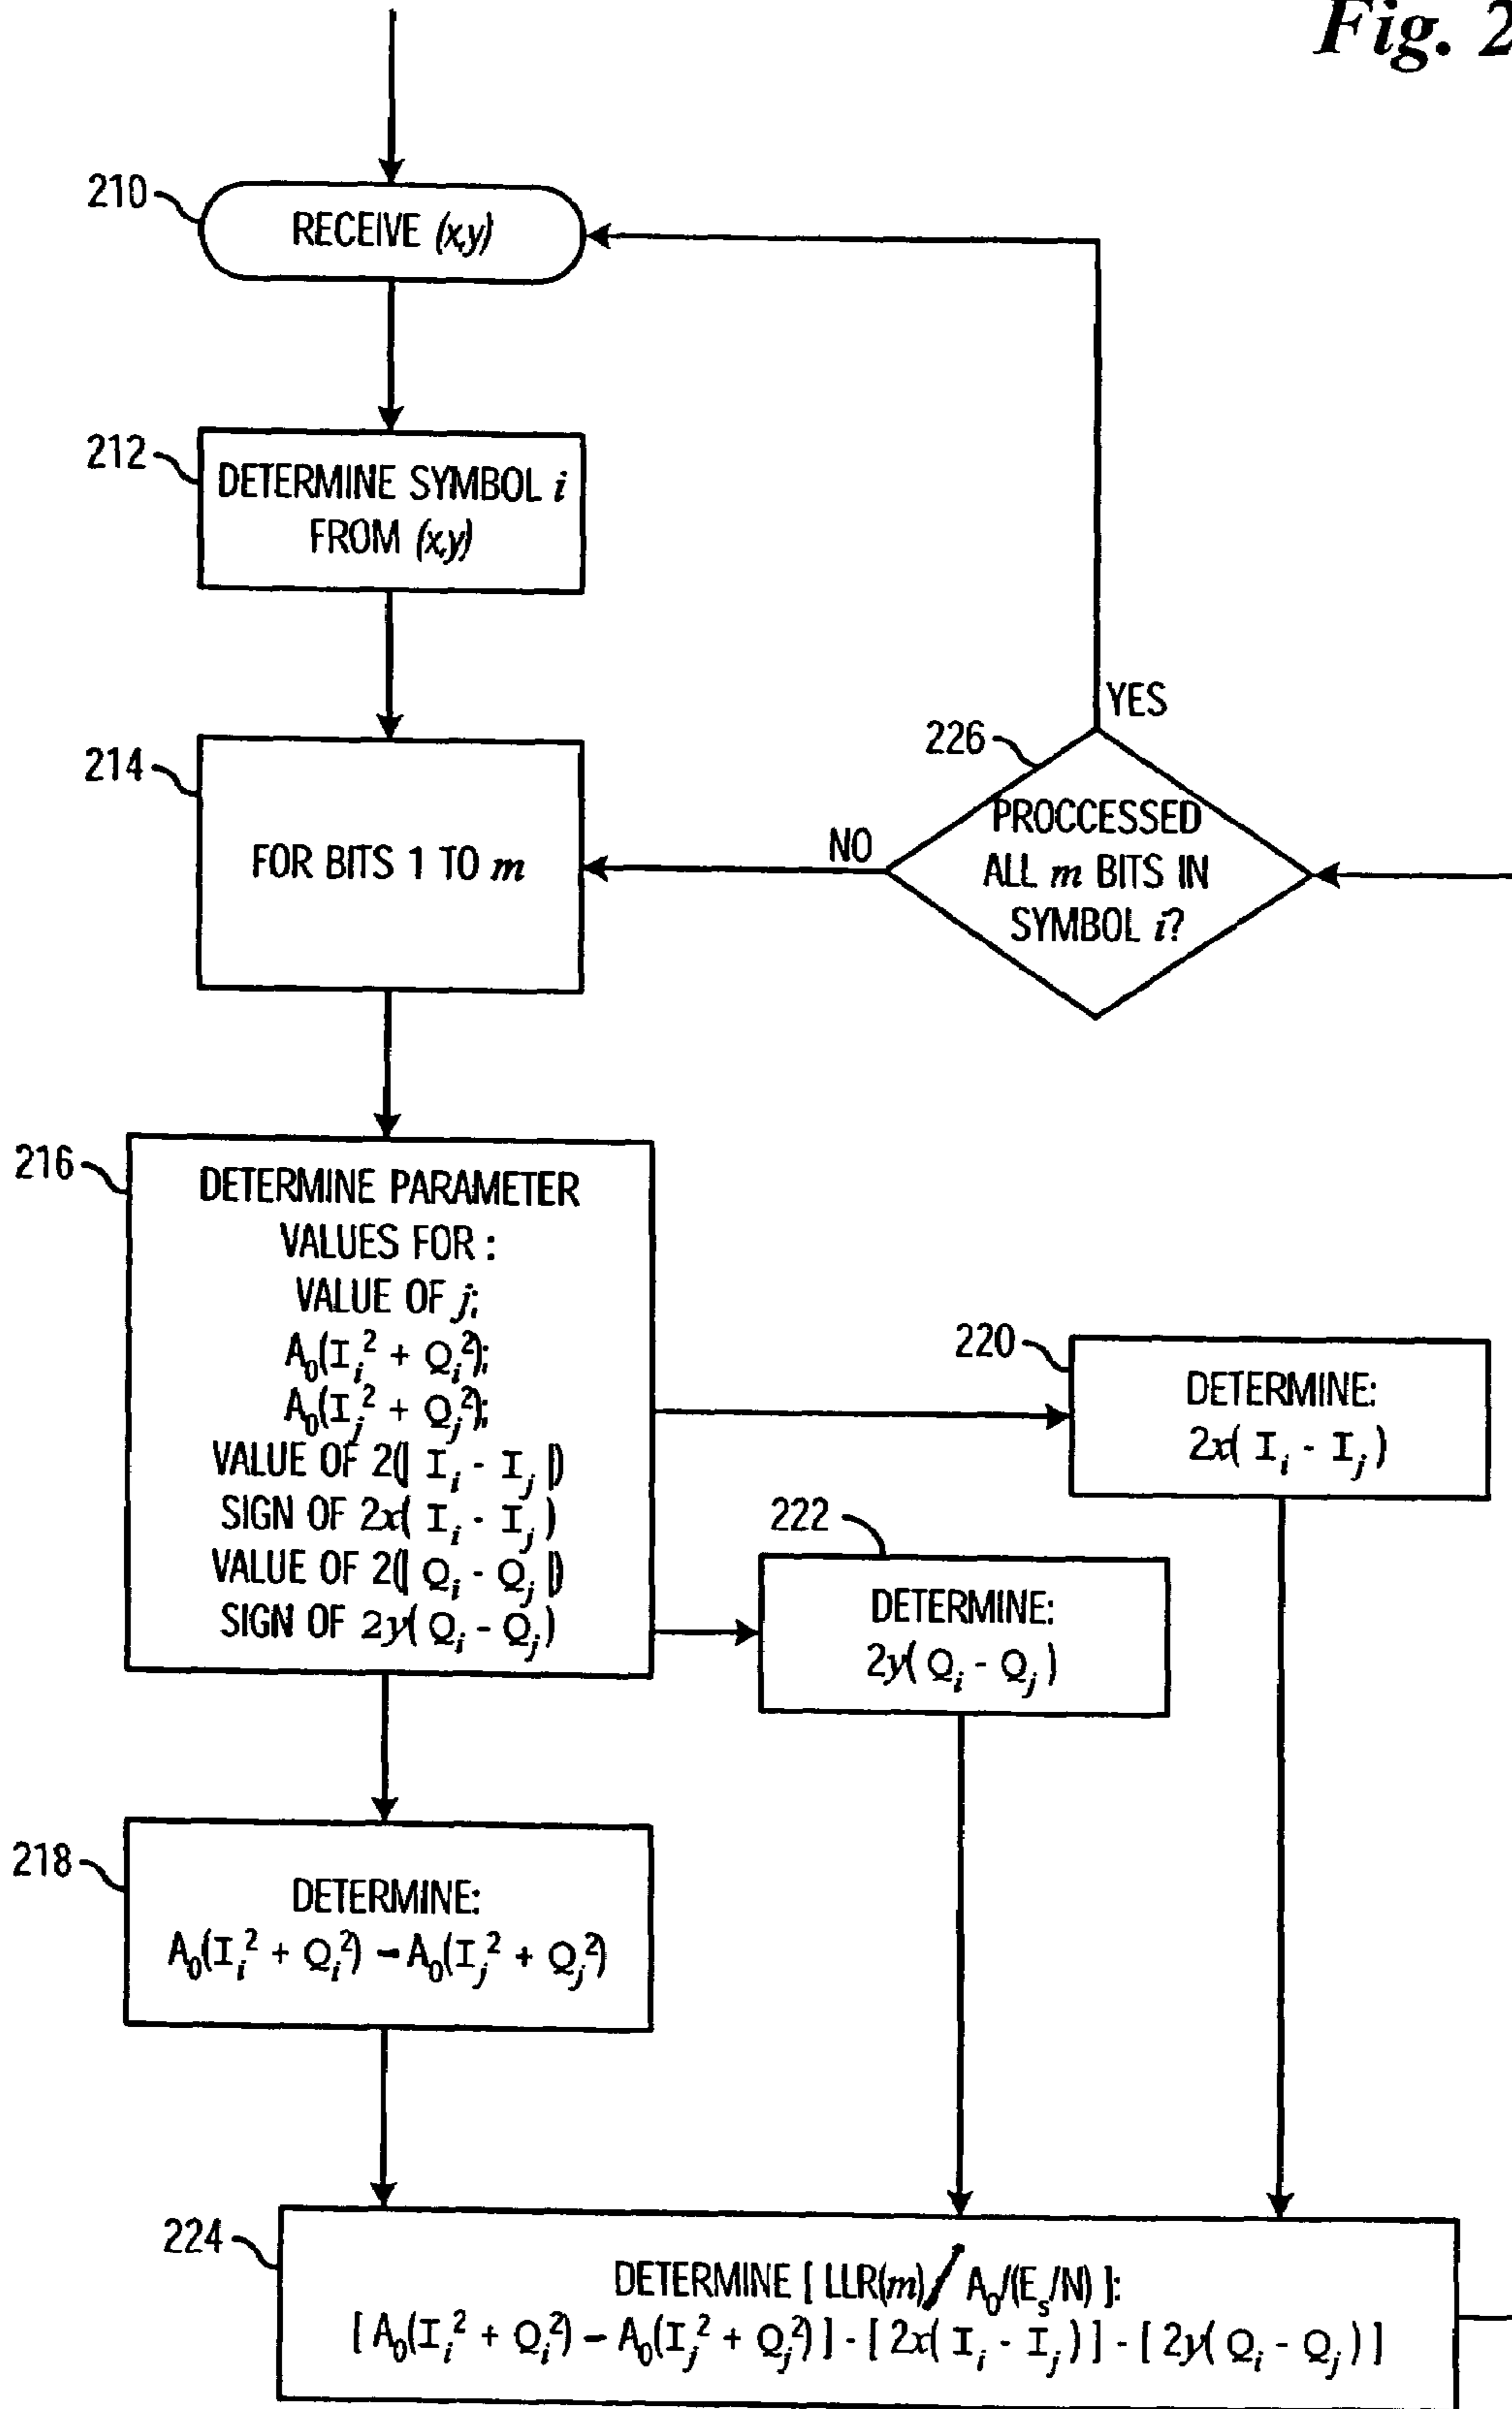 Fig. 2
210
RECEIVE (x,y)
212
DETERMINE SYMBOL i
FROM (x,y)
214
FOR BITS 1 TO m
YES
226
NO
PROCCESSED
ALL m BITS IN
SYMBOL i?
216
DETERMINE PARAMETER
VALUES FOR :
VALUE OF j;
A₀(Iᵢ² + Qᵢ²);
A₀(Iⱼ² + Qⱼ²);
VALUE OF 2(| Iᵢ - Iⱼ |)
SIGN OF 2x( Iᵢ - Iⱼ )
VALUE OF 2(| Qᵢ - Qⱼ |)
SIGN OF 2y( Qᵢ - Qⱼ )
220
DETERMINE:
2x( Iᵢ - Iⱼ )
222
DETERMINE:
2y( Qᵢ - Qⱼ )
218
DETERMINE:
A₀(Iᵢ² + Qᵢ²) – A₀(Iⱼ² + Qⱼ²)
224
DETERMINE [ LLR(m) / A₀/(Eₛ/N) ]:
[ A₀(Iᵢ² + Qᵢ²) – A₀(Iⱼ² + Qⱼ²) ] - [ 2x( Iᵢ - Iⱼ ) ] - [ 2y( Qᵢ - Qⱼ ) ]